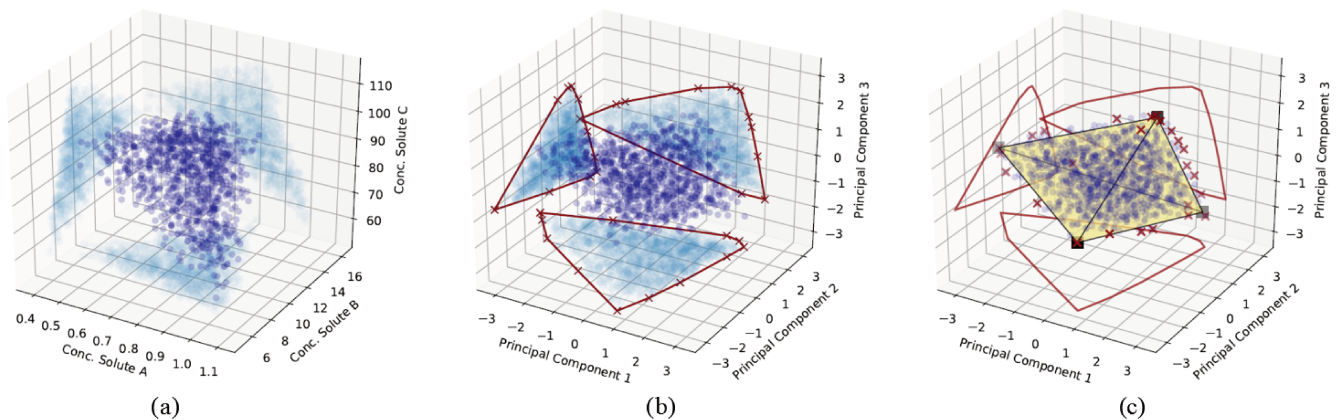 110
100
90
80
70
60
Conc. Solute C
16
14
12
10
8
6
Conc. Solute B
0.4 0.5 0.6 0.7 0.8 0.9 1.0 1.1
Conc. Solute A
(a)
3
2
1
0
−1
−2
−3
Principal Component 3
3
2
1
0
−1
−2
−3
Principal Component 2
−3 −2 −1 0 1 2 3
Principal Component 1
(b)
3
2
1
0
−1
−2
−3
Principal Component 3
3
2
1
0
−1
−2
−3
Principal Component 2
−3 −2 −1 0 1 2 3
Principal Component 1
(c)